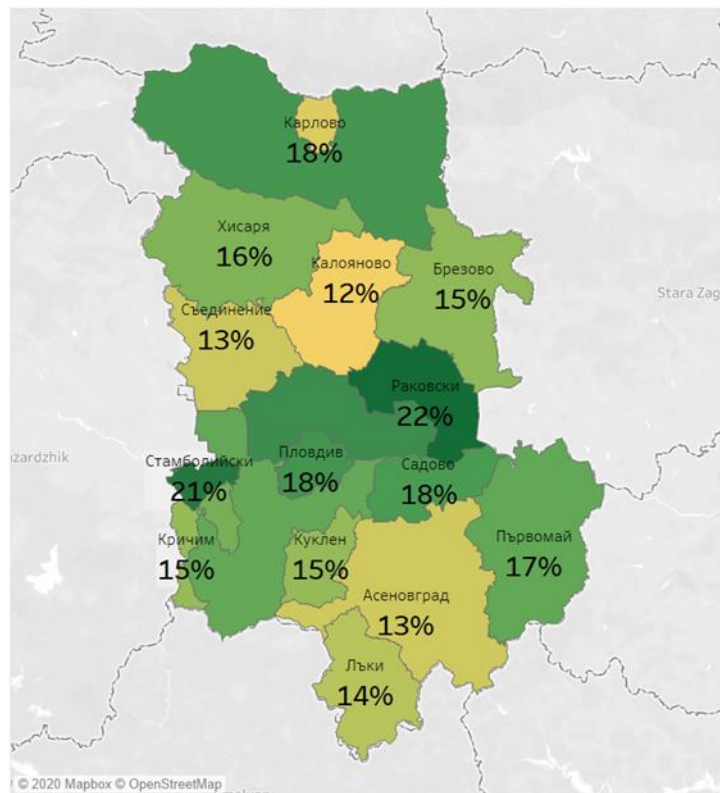 Карлово
18%
Хисаря
16%
Калояново
12%
Брезово
15%
Stara Zag
Съединение
13%
Раковски
22%
azardzhik
Стамболийски
21%
Пловдив
18%
Садово
18%
Кричим
15%
Куклен
15%
Първомай
17%
Асеновград
13%
Лъки
14%
© 2020 Mapbox © OpenStreetMap